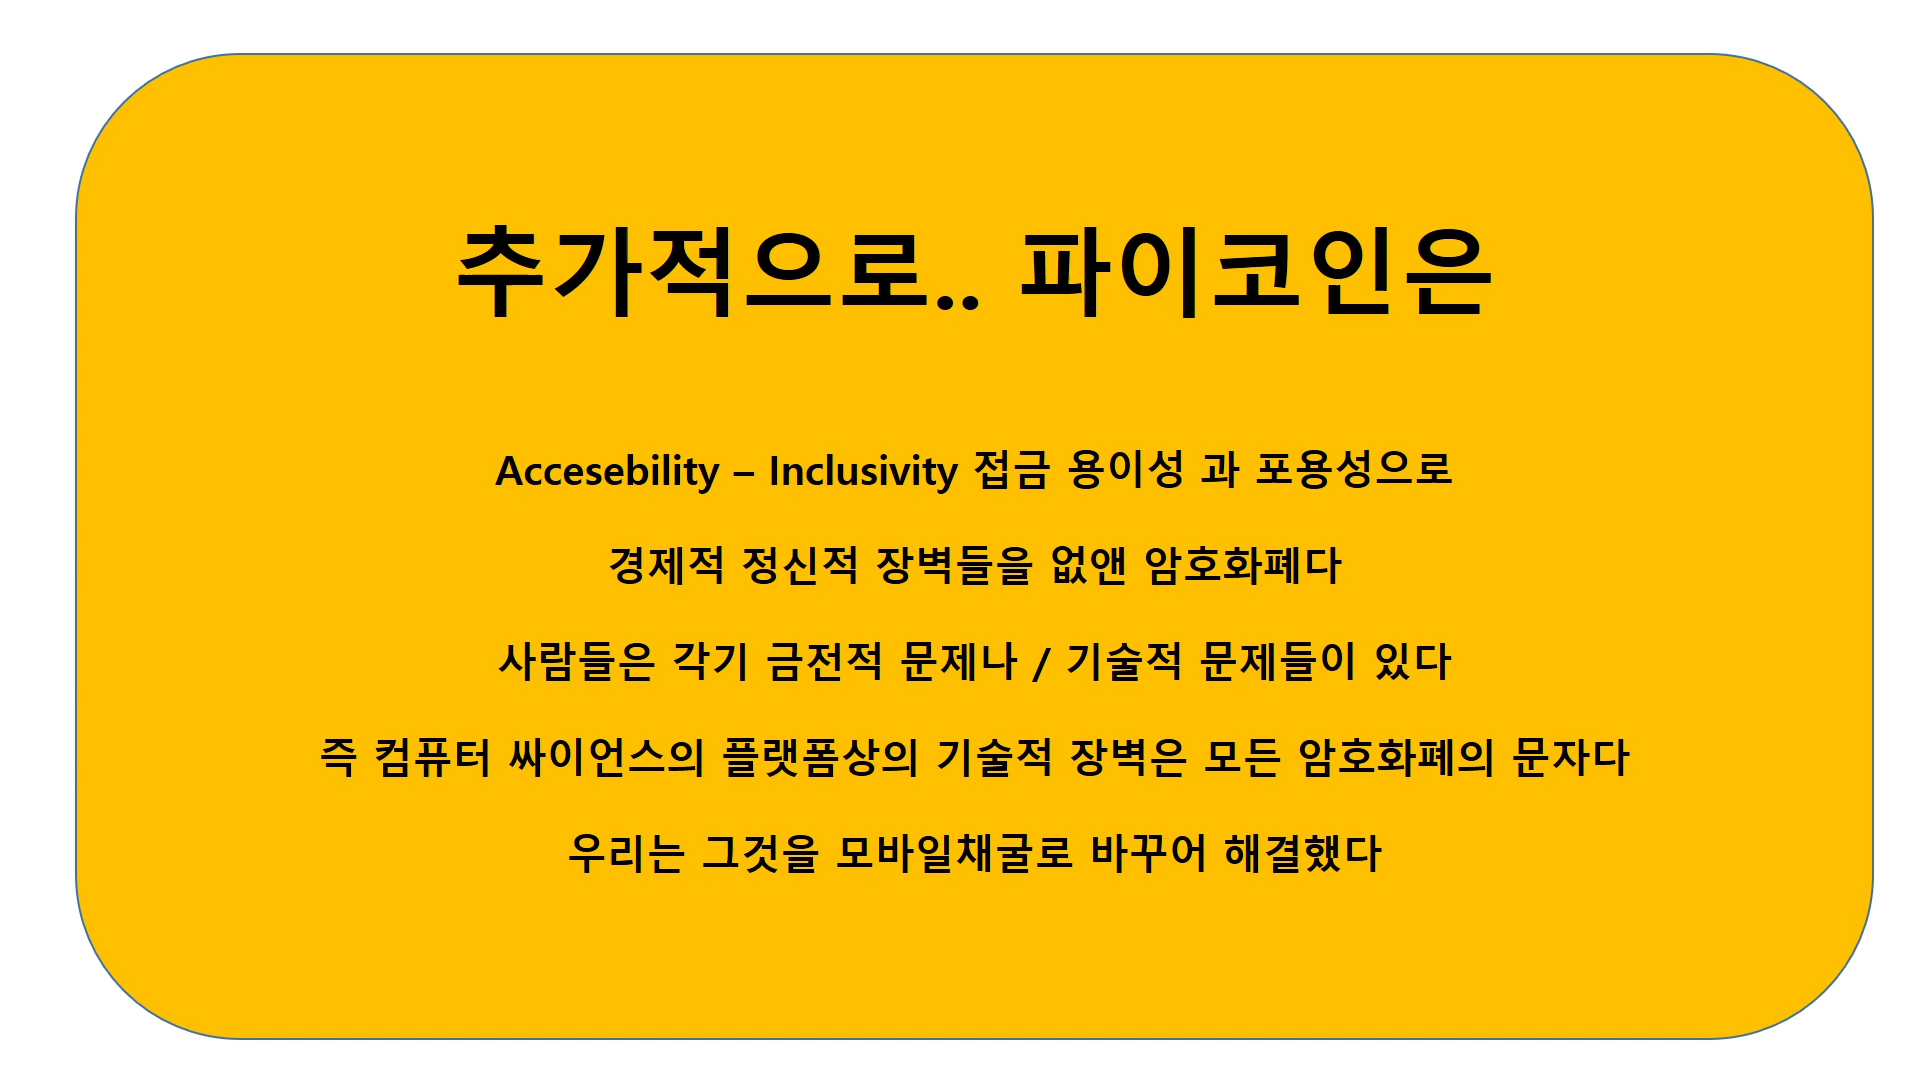 추가적으로.. 파이코인은
Accesebility – Inclusivity 접금 용이성 과 포용성으로
경제적 정신적 장벽들을 없앤 암호화폐다
사람들은 각기 금전적 문제나 / 기술적 문제들이 있다
즉 컴퓨터 싸이언스의 플랫폼상의 기술적 장벽은 모든 암호화폐의 문자다
우리는 그것을 모바일채굴로 바꾸어 해결했다